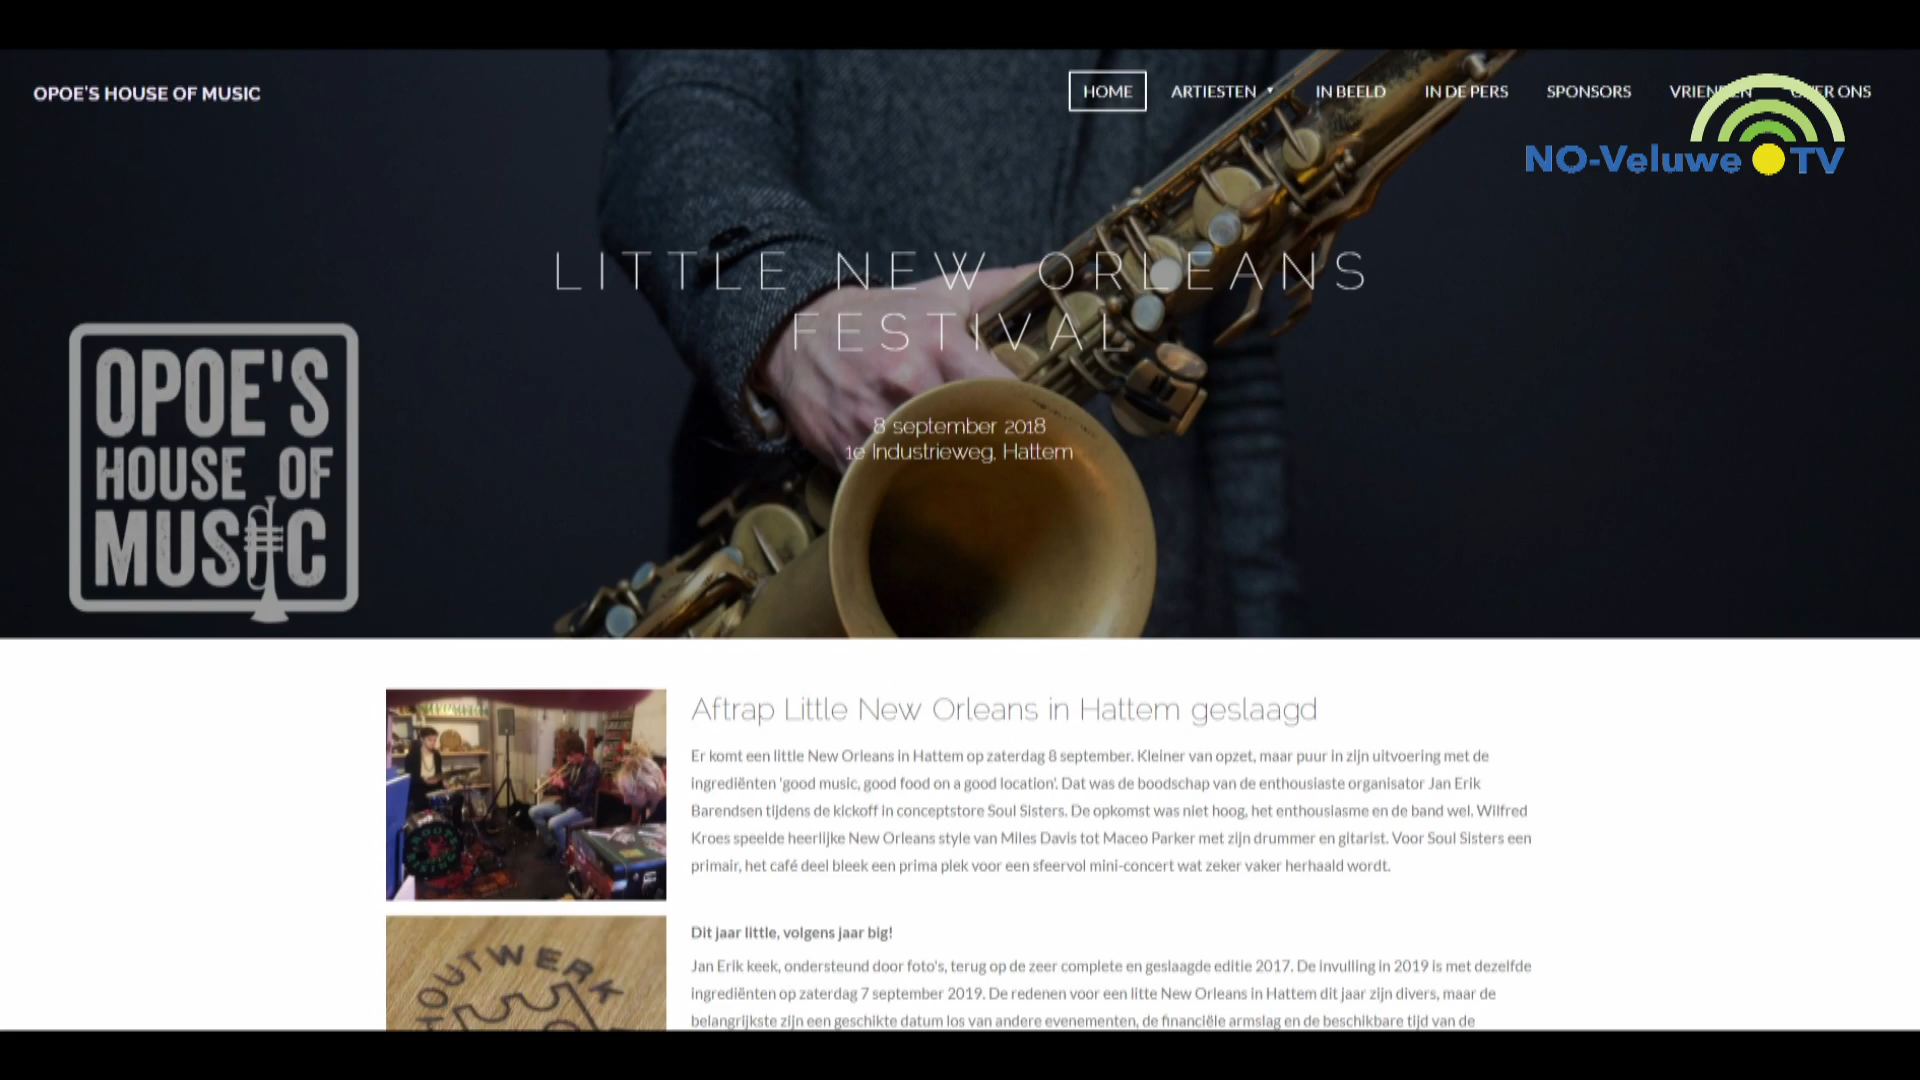 OPOE'S HOUSE OF MUSIC
HOME ARTIESTEN IN BEELD IN DE PERS SPONSORS VRIENDEN OVER ONS
NO-Veluwe TV
LITTLE NEW ORLEANS
FESTIVAL
8 september 2018
1e Industrieweg, Hattem
OPOE'S
HOUSE OF
MUSIC
Aftrap Little New Orleans in Hattem geslaagd
Er komt een little New Orleans in Hattem op zaterdag 8 september. Kleiner van opzet, maar puur in zijn uitvoering met de
ingrediënten 'good music, good food on a good location'. Dat was de boodschap van de enthousiaste organisator Jan Erik
Barendsen tijdens de kickoff in conceptstore Soul Sisters. De opkomst was niet hoog, het enthousiasme en de band wel. Wilfred
Kroes speelde heerlijke New Orleans style van Miles Davis tot Maceo Parker met zijn drummer en gitarist. Voor Soul Sisters een
primair, het café deel bleek een prima plek voor een sfeervol mini-concert wat zeker vaker herhaald wordt.
Dit jaar little, volgens jaar big!
Jan Erik keek, ondersteund door foto's, terug op de zeer complete en geslaagde editie 2017. De invulling in 2019 is met dezelfde
ingrediënten op zaterdag 7 september 2019. De redenen voor een litte New Orleans in Hattem dit jaar zijn divers, maar de
belangrijkste zijn een geschikte datum los van andere evenementen, de financiële armslag en de beschikbare tijd van de
HOUTWERK